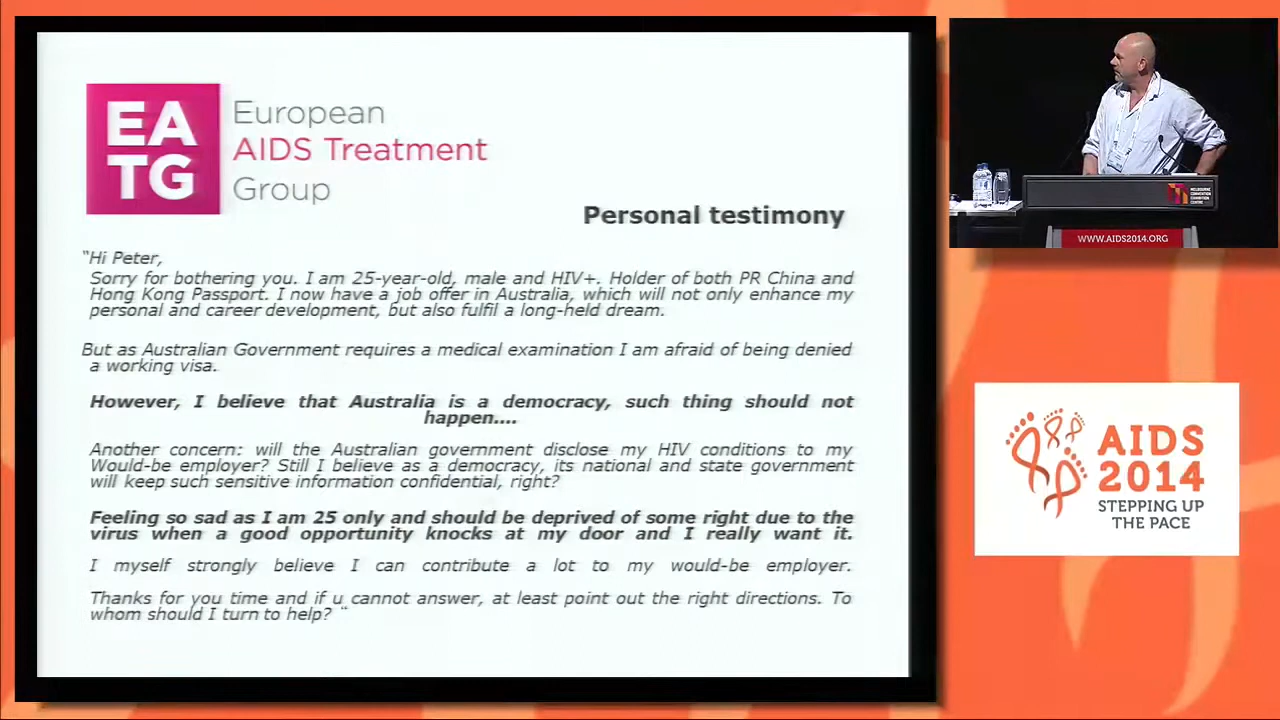 EA
TG
European
AIDS Treatment
Group
Personal testimony
"Hi Peter,
Sorry for bothering you. I am 25-year-old, male and HIV+. Holder of both PR China and
Hong Kong Passport. I now have a job offer in Australia, which will not only enhance my
personal and career development, but also fulfil a long-held dream.
But as Australian Government requires a medical examination I am afraid of being denied
a working visa.
However, I believe that Australia is a democracy, such thing should not
happen....
Another concern: will the Australian government disclose my HIV conditions to my
Would-be employer? Still I believe as a democracy, its national and state government
will keep such sensitive information confidential, right?
Feeling so sad as I am 25 only and should be deprived of some right due to the
virus when a good opportunity knocks at my door and I really want it.
I myself strongly believe I can contribute a lot to my would-be employer.
Thanks for you time and if u cannot answer, at least point out the right directions. To
whom should I turn to help? "
MELBOURNE
CONVENTION
EXHIBITION
CENTRE
WWW.AIDS2014.ORG
AIDS
2014
STEPPING UP
THE PACE